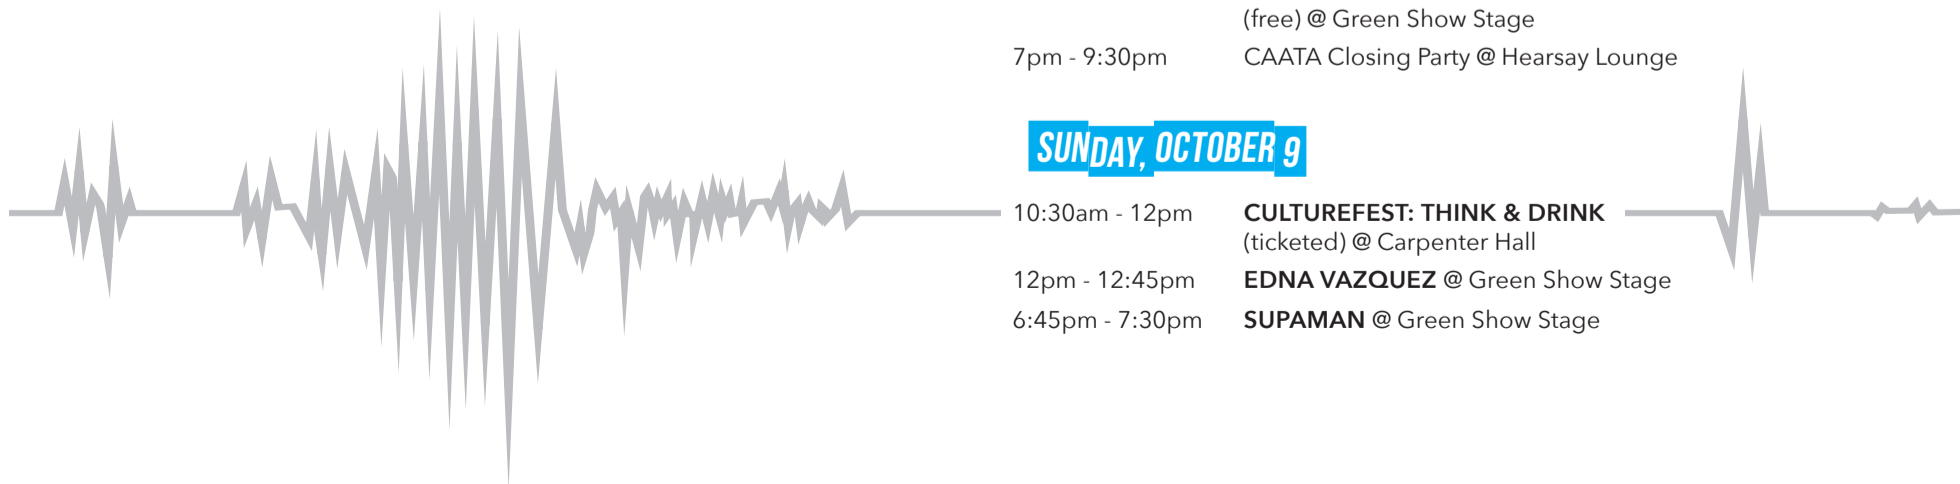 (free) @ Green Show Stage
7pm - 9:30pm CAATA Closing Party @ Hearsay Lounge
SUNDAY, OCTOBER 9
10:30am - 12pm CULTUREFEST: THINK & DRINK
(ticketed) @ Carpenter Hall
12pm - 12:45pm EDNA VAZQUEZ @ Green Show Stage
6:45pm - 7:30pm SUPAMAN @ Green Show Stage